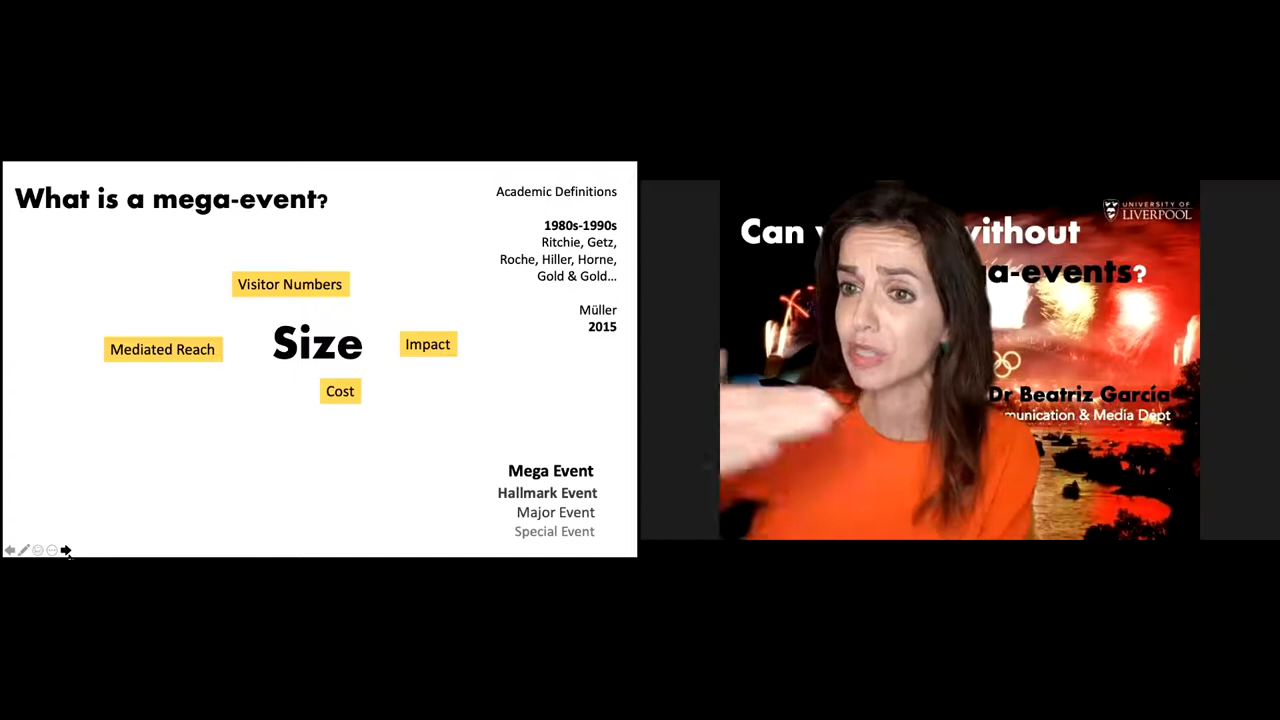 What is a mega-event?
Academic Definitions
1980s-1990s
Ritchie, Getz,
Roche, Hiller, Horne,
Gold & Gold...
Müller
2015
Visitor Numbers
Mediated Reach
Size
Impact
Cost
Mega Event
Hallmark Event
Major Event
Special Event
UNIVERSITY OF
LIVERPOOL
Can
without
-events?
Dr Beatriz García
& Media Dept